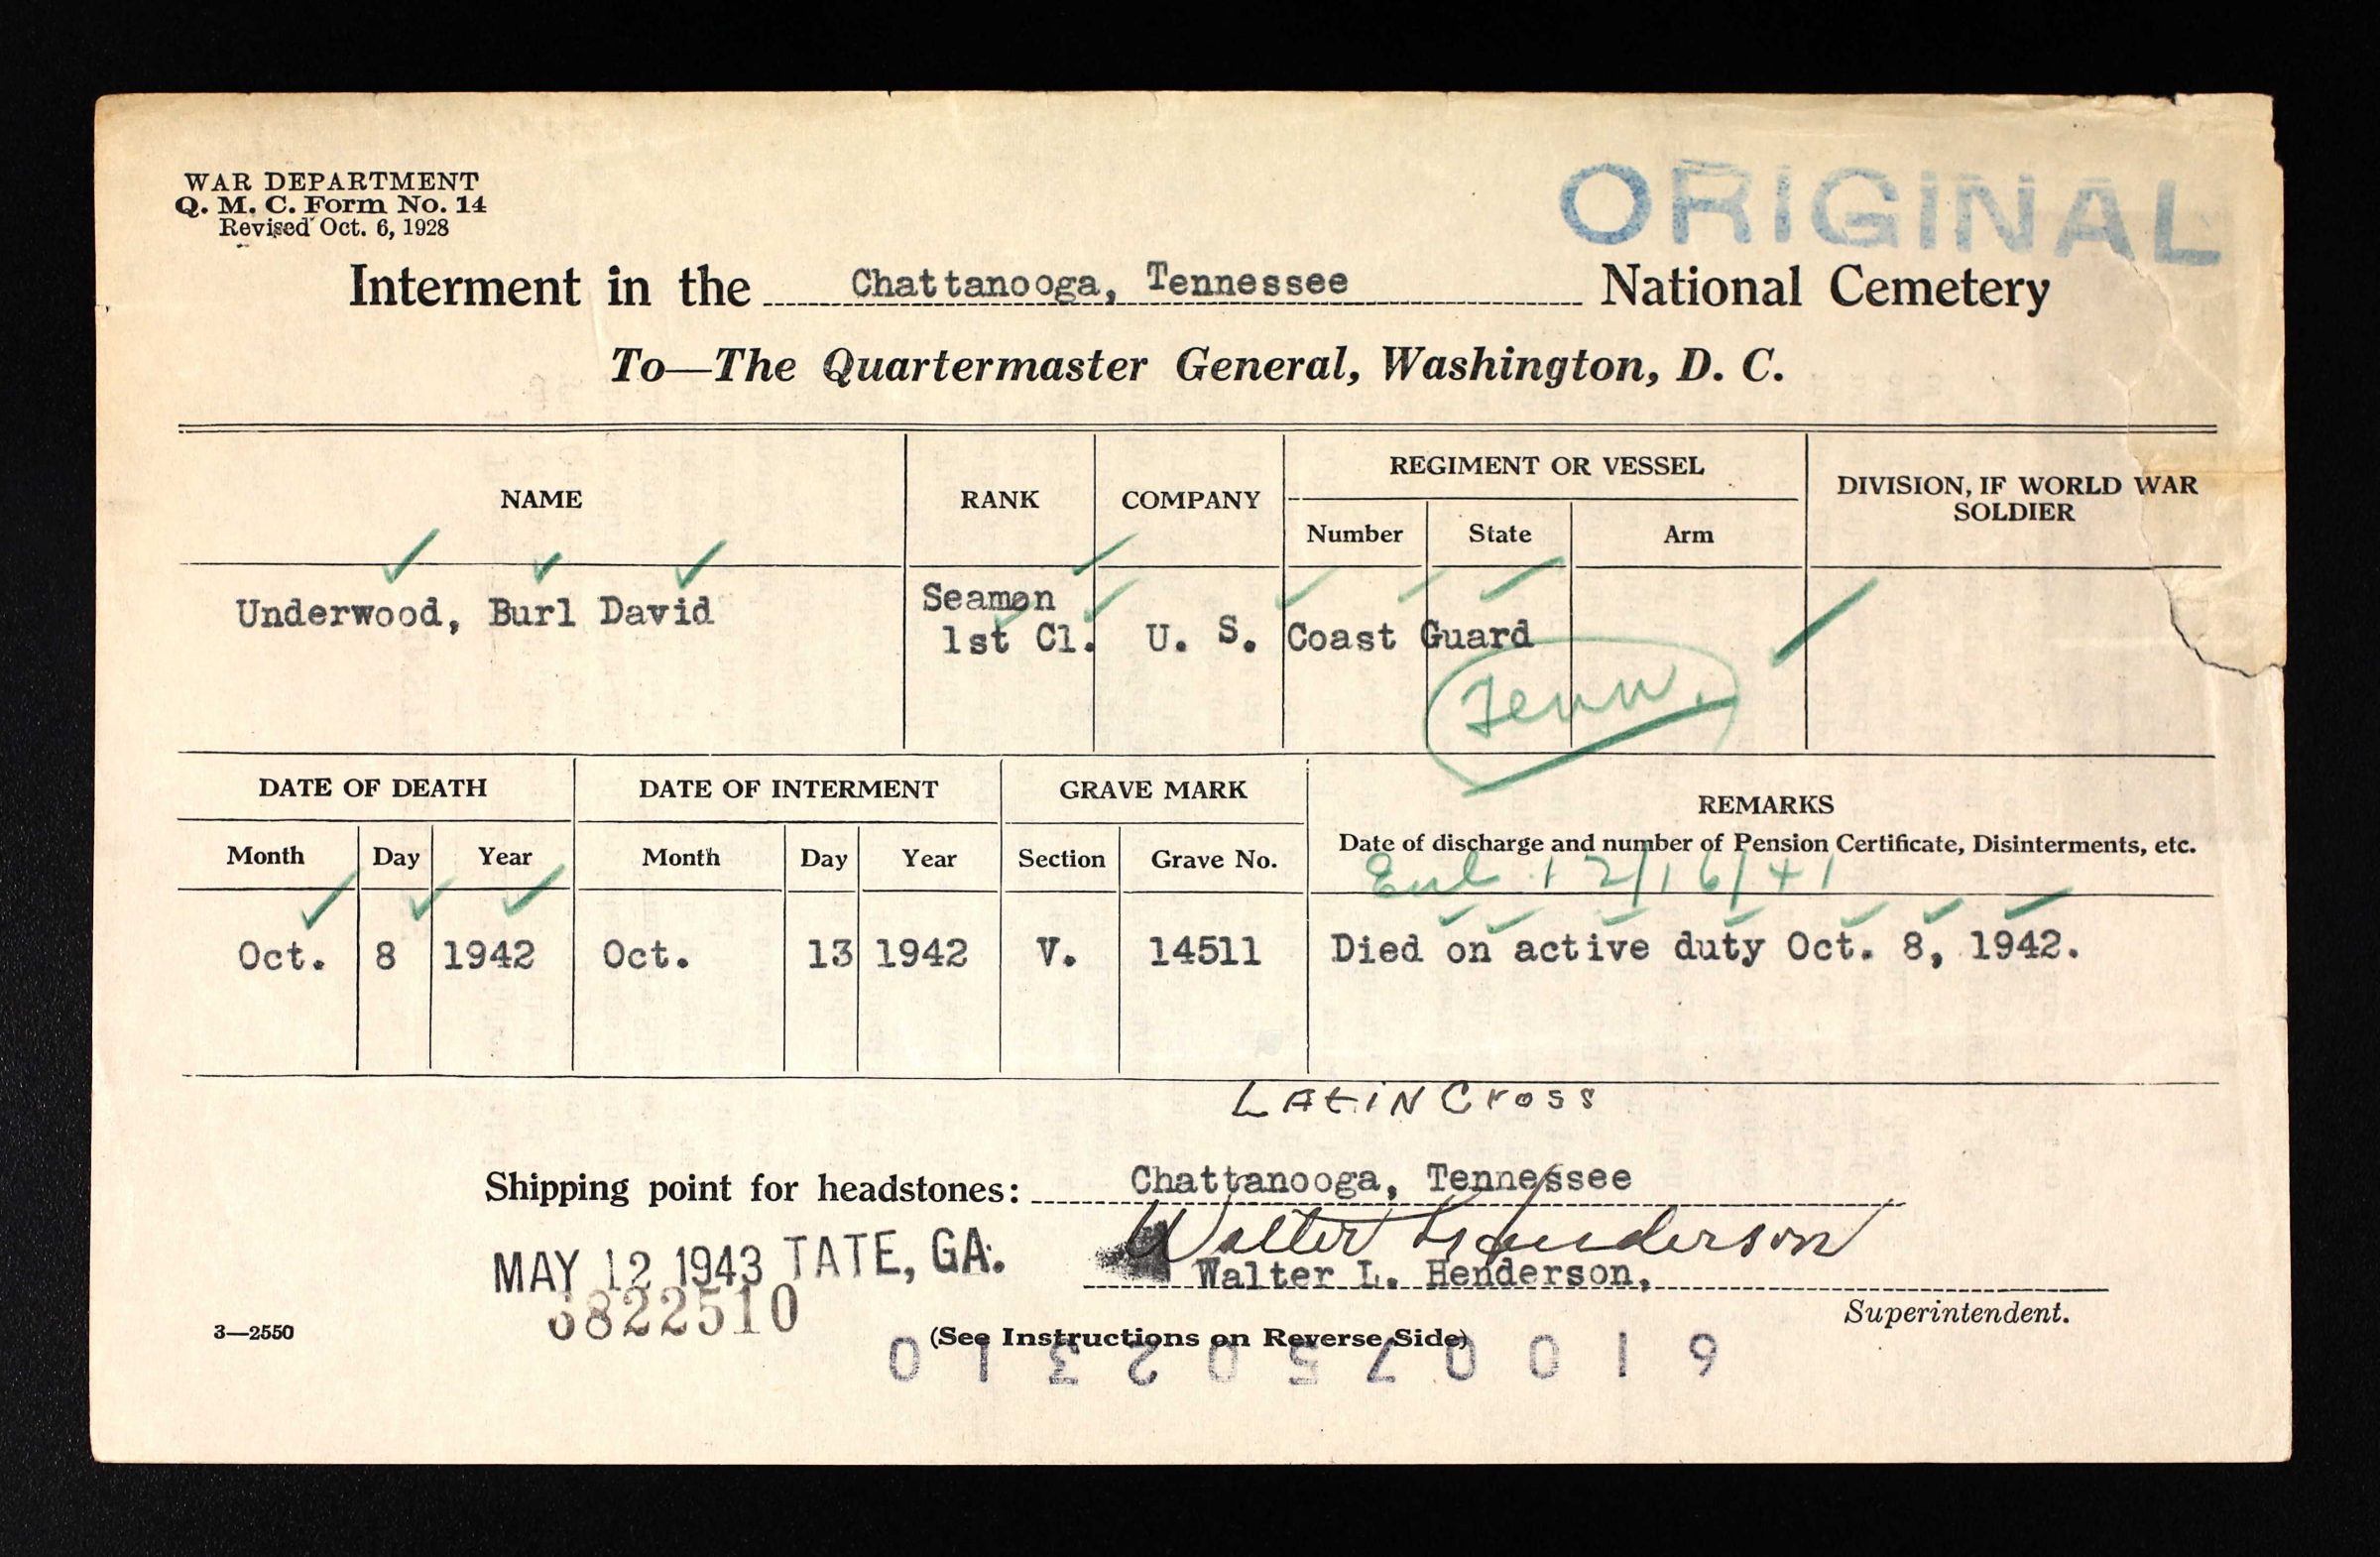 WAR DEPARTMENT
Q. M. C. Form No. 14
Revised Oct. 6, 1928
ORIGINAL
Interment in the Chattanooga, Tennessee National Cemetery
To—The Quartermaster General, Washington, D. C.
NAME RANK COMPANY REGIMENT OR VESSEL DIVISION, IF WORLD WAR SOLDIER
Number State Arm
Underwood, Burl David Seaman 1st Cl. U. S. Coast Guard
Tenn.
DATE OF DEATH DATE OF INTERMENT GRAVE MARK REMARKS
Date of discharge and number of Pension Certificate, Disinterments, etc.
Month Day Year Month Day Year Section Grave No.
Enl 12/16/41
Oct. 8 1942 Oct. 13 1942 V. 14511 Died on active duty Oct. 8, 1942.
LATiN Cross
Shipping point for headstones: Chattanooga, Tennessee
Walter L Henderson
MAY 12 1943 TATE, GA.
Walter L. Henderson,
Superintendent.
3822510
3—2550
(See Instructions on Reverse Side)
61007502310